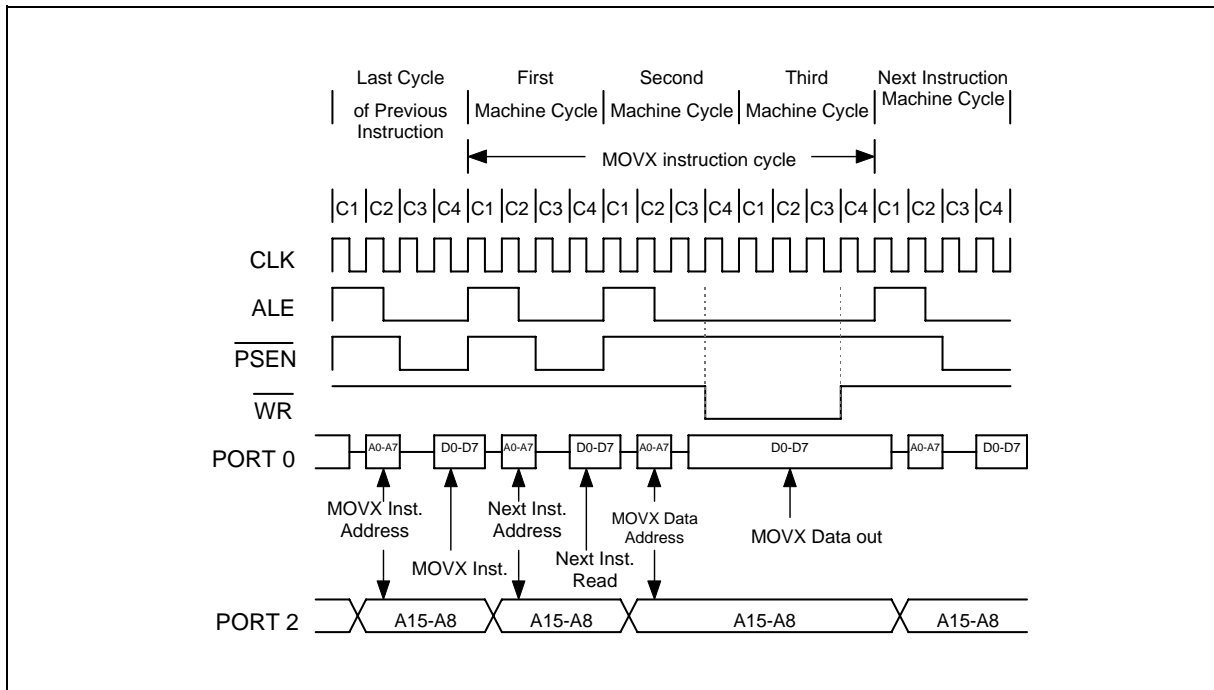 Last Cycle First Second Third Next Instruction
of Previous Machine Cycle Machine Cycle Machine Cycle Machine Cycle
Instruction
MOVX instruction cycle
C1 C2 C3 C4 C1 C2 C3 C4 C1 C2 C3 C4 C1 C2 C3 C4 C1 C2 C3 C4
CLK
ALE
PSEN
WR
PORT 0 A0-A7 D0-D7 A0-A7 D0-D7 A0-A7 D0-D7 A0-A7 D0-D7
MOVX Inst. Next Inst. MOVX Data
Address Address Address MOVX Data out
MOVX Inst. Next Inst.
Read
PORT 2 A15-A8 A15-A8 A15-A8 A15-A8